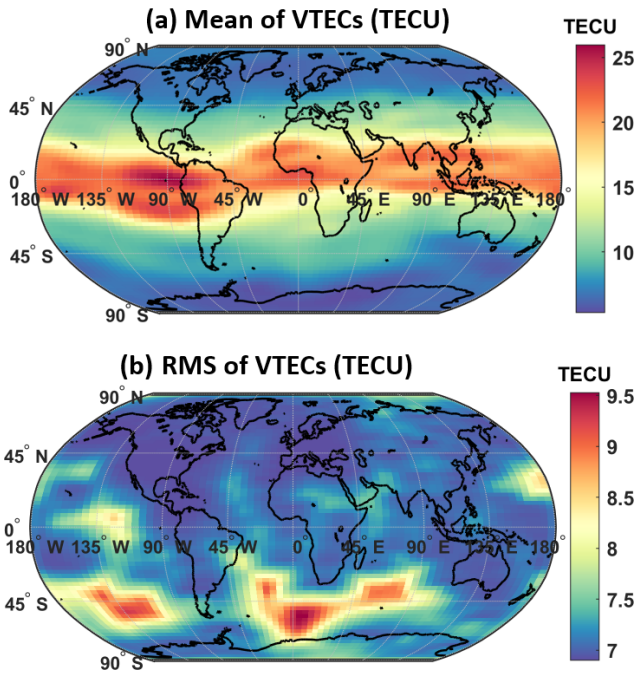 (a) Mean of VTECs (TECU)
TECU
90° N
25
45° N
20
0°
15
180° W 135° W 90° W 45° W 0° 45° E 90° E 135° E 180° E
10
45° S
90° S
(b) RMS of VTECs (TECU)
TECU
90° N
9.5
9
45° N
8.5
0°
8
180° W 135° W 90° W 45° W 0° 45° E 90° E 135° E 180° E
7.5
45° S
7
90° S